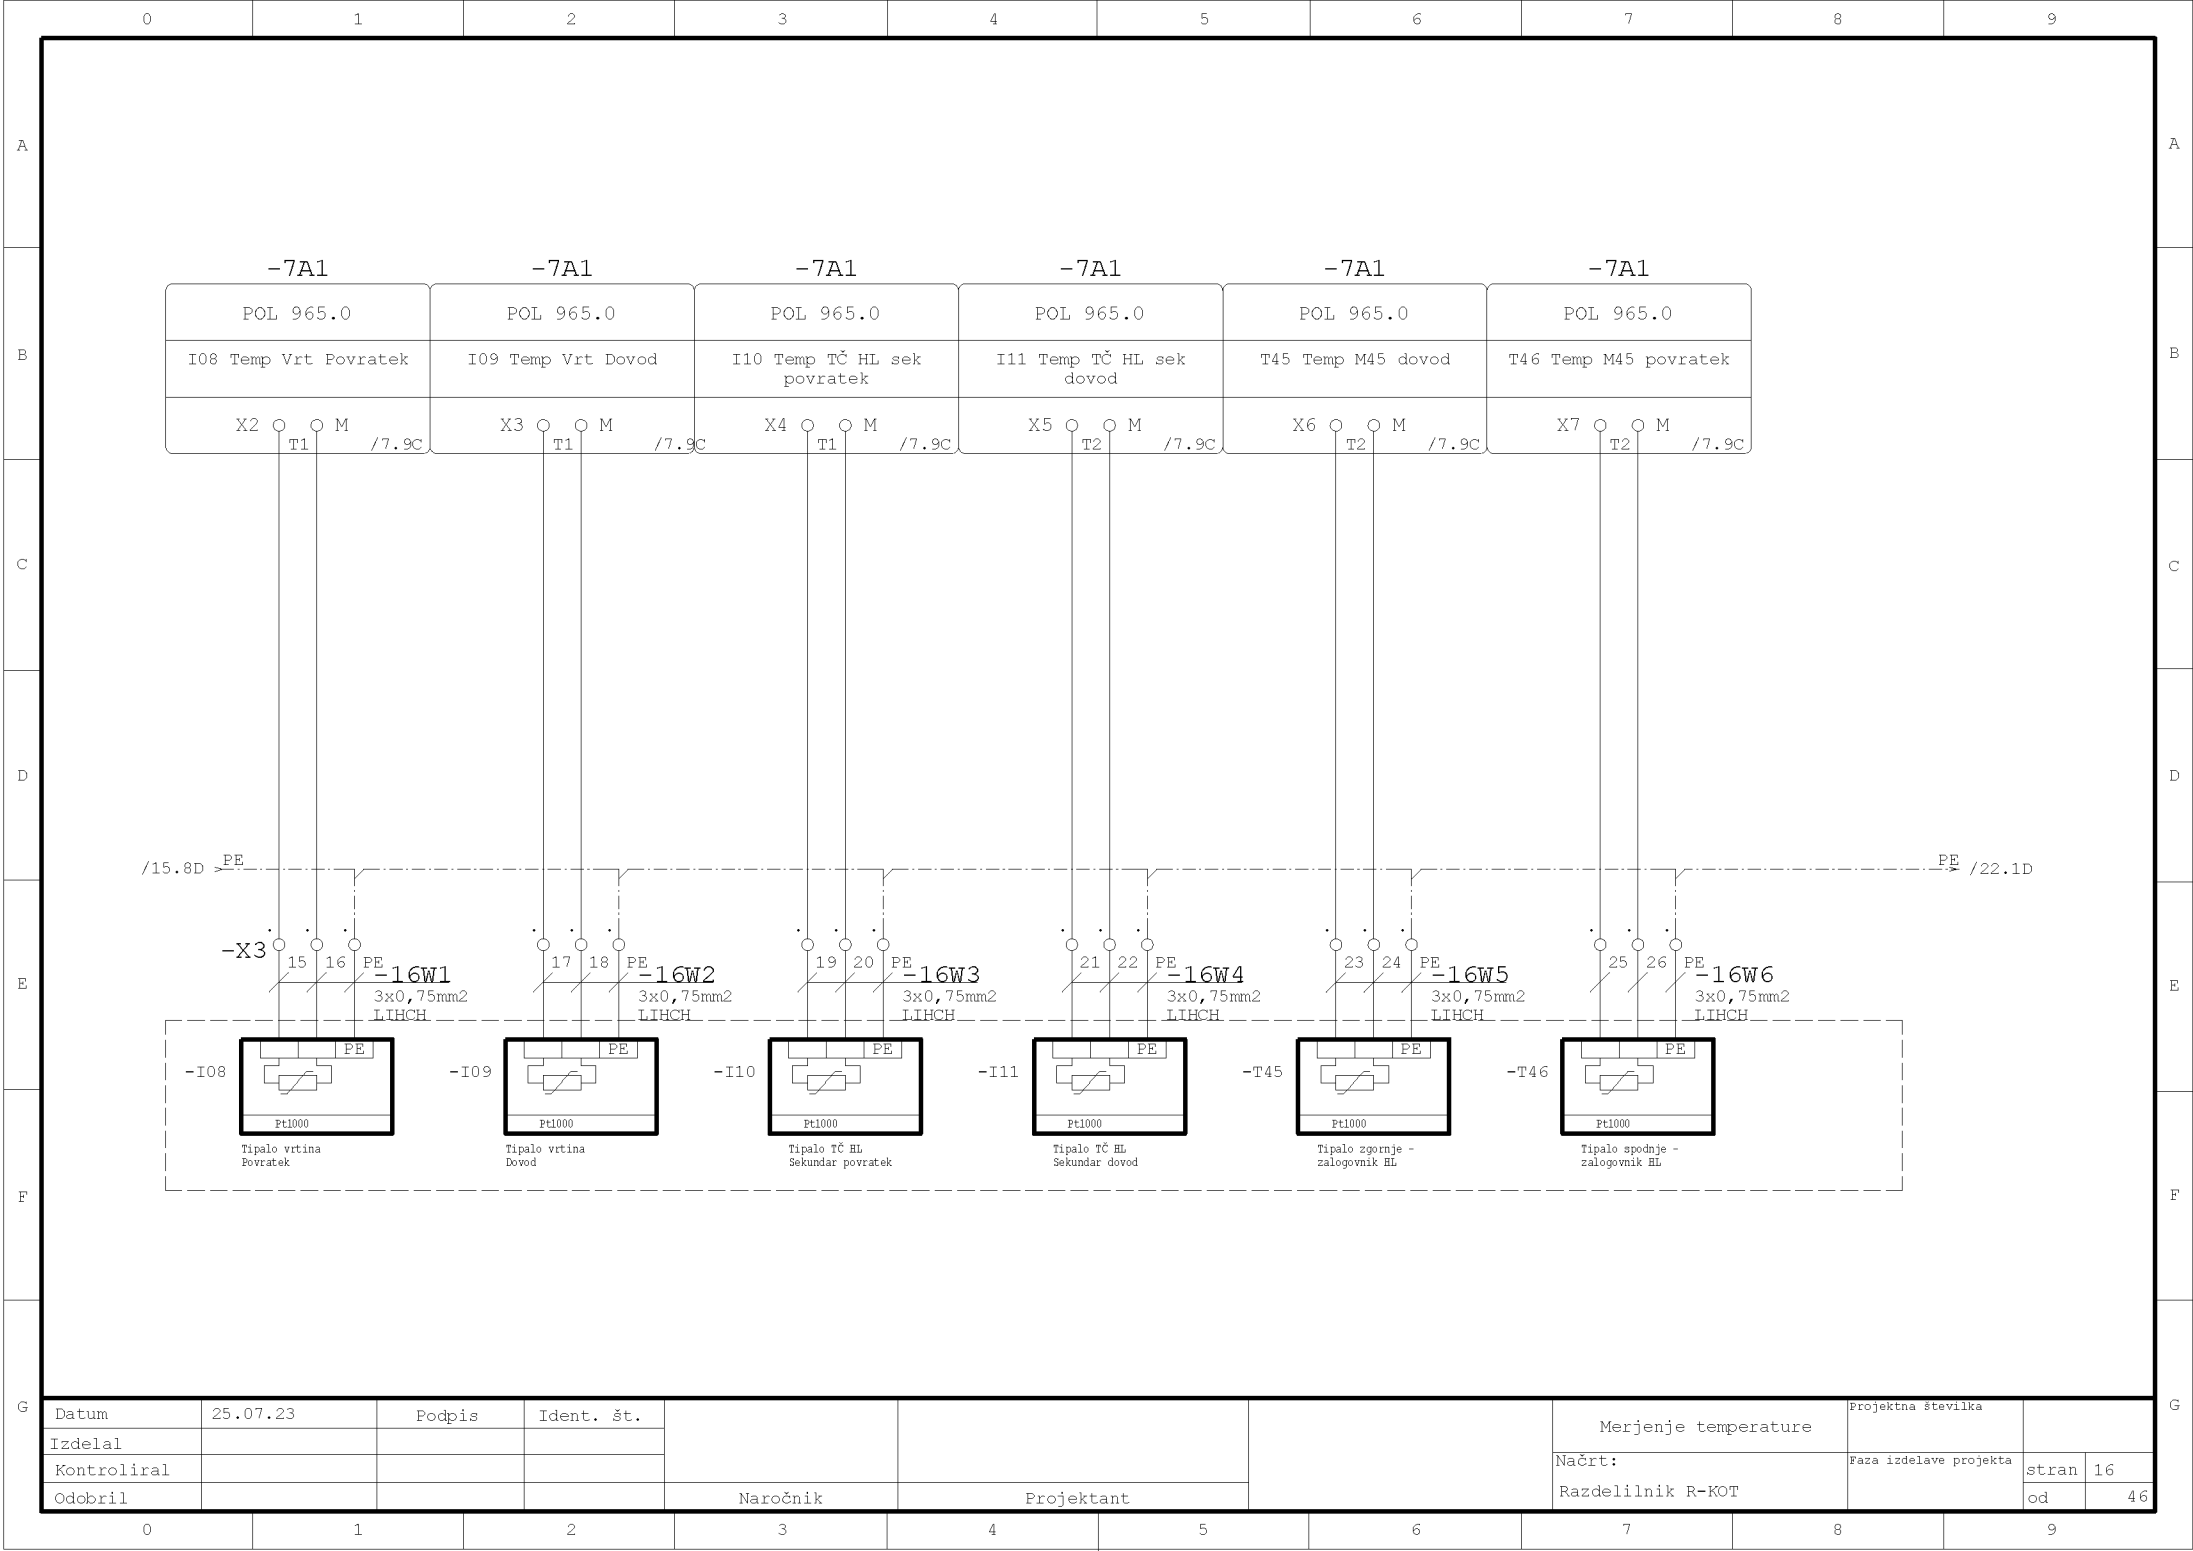 0 1 2 3 4 5 6 7 8 9
A A
-7A1 -7A1 -7A1 -7A1 -7A1 -7A1
POL 965.0 POL 965.0 POL 965.0 POL 965.0 POL 965.0 POL 965.0
B B
I08 Temp Vrt Povratek I09 Temp Vrt Dovod I10 Temp TČ HL sek I11 Temp TČ HL sek T45 Temp M45 dovod T46 Temp M45 povratek
povratek dovod
X2 M X3 M X4 M X5 M X6 M X7 M
T1 /7.9C T1 /7.9C T1 /7.9C T2 /7.9C T2 /7.9C T2 /7.9C
C C
D D
/15.8D PE PE /22.1D
-X3
15 16 PE 17 18 PE 19 20 PE 21 22 PE 23 24 PE 25 26 PE
-16W1 -16W2 -16W3 -16W4 -16W5 -16W6
E E
3x0,75mm2 3x0,75mm2 3x0,75mm2 3x0,75mm2 3x0,75mm2 3x0,75mm2
LIHCH LIHCH LIHCH LIHCH LIHCH LIHCH
PE PE PE PE PE PE
-I08 -I09 -I10 -I11 -T45 -T46
Pt1000 Pt1000 Pt1000 Pt1000 Pt1000 Pt1000
Tipalo vrtina Tipalo vrtina Tipalo TČ HL Tipalo TČ HL Tipalo zgornje - Tipalo spodnje -
Povratek Dovod Sekundar povratek Sekundar dovod zalogovnik HL zalogovnik HL
F F
G G
Datum 25.07.23 Podpis Ident. št.
Izdelal
Kontroliral
Odobril
Naročnik Projektant
Merjenje temperature
Načrt:
Razdelilnik R-KOT
Projektna številka
Faza izdelave projekta
stran 16
od 46
0 1 2 3 4 5 6 7 8 9